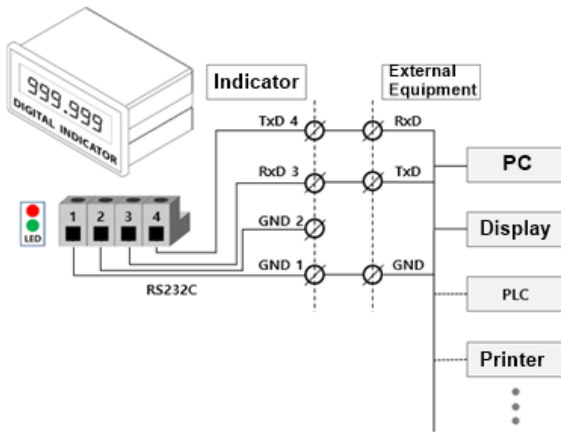 999.999
DIGITAL INDICATOR
Indicator
External
Equipment
TxD 4
RxD
RxD 3
TxD
GND 2
GND 1
GND
1 2 3 4
LED
RS232C
PC
Display
PLC
Printer